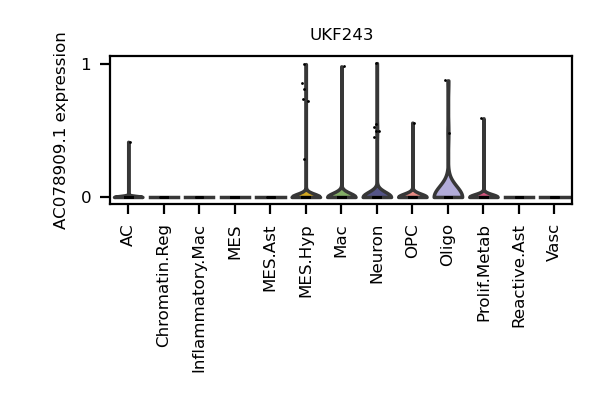 UKF243
AC078909.1 expression
1
0
AC
Chromatin.Reg
Inflammatory.Mac
MES
MES.Ast
MES.Hyp
Mac
Neuron
OPC
Oligo
Prolif.Metab
Reactive.Ast
Vasc